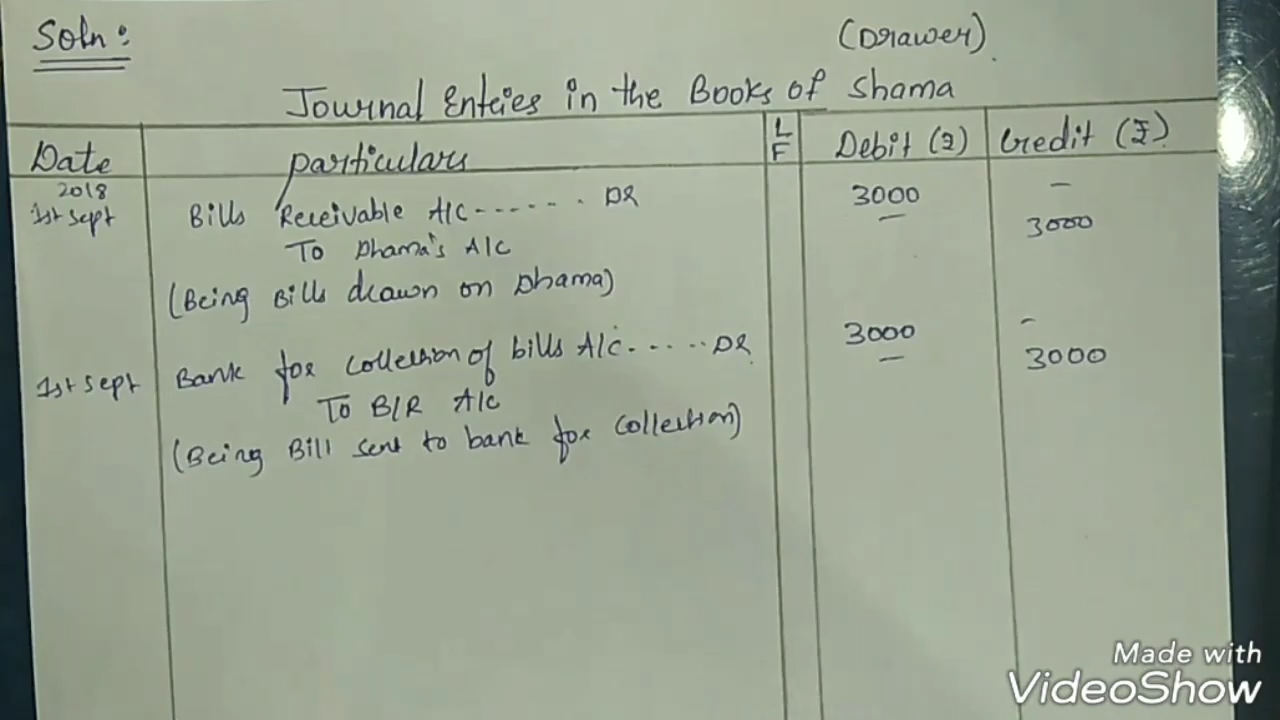 Soln:
(Drawer)
Journal Entries in the Books of Shama
Date Particulars L F Debit (₹) Credit (₹)
2018
1st Sept Bills Receivable A/C------. DR 3000 —
To Dhama's A/C — 3000
(Being Bills drawn on Dhama)
1st Sept Bank for collection of bills A/C.----.DR 3000 -
To B/R A/C — 3000
(Being Bill sent to bank for collection)
Made with
VideoShow